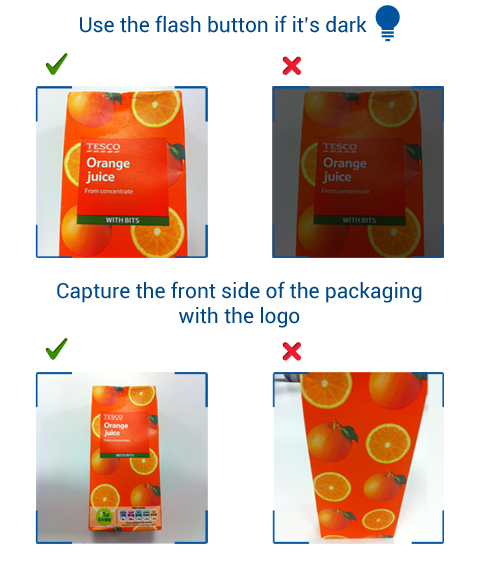 Use the flash button if it's dark
TESCO
Orange
juice
From concentrate
WITH BITS
TESCO
Orange
juice
From concentrate
WITH BITS
Capture the front side of the packaging
with the logo
TESCO
Orange
juice
From concentrate
WITH BITS